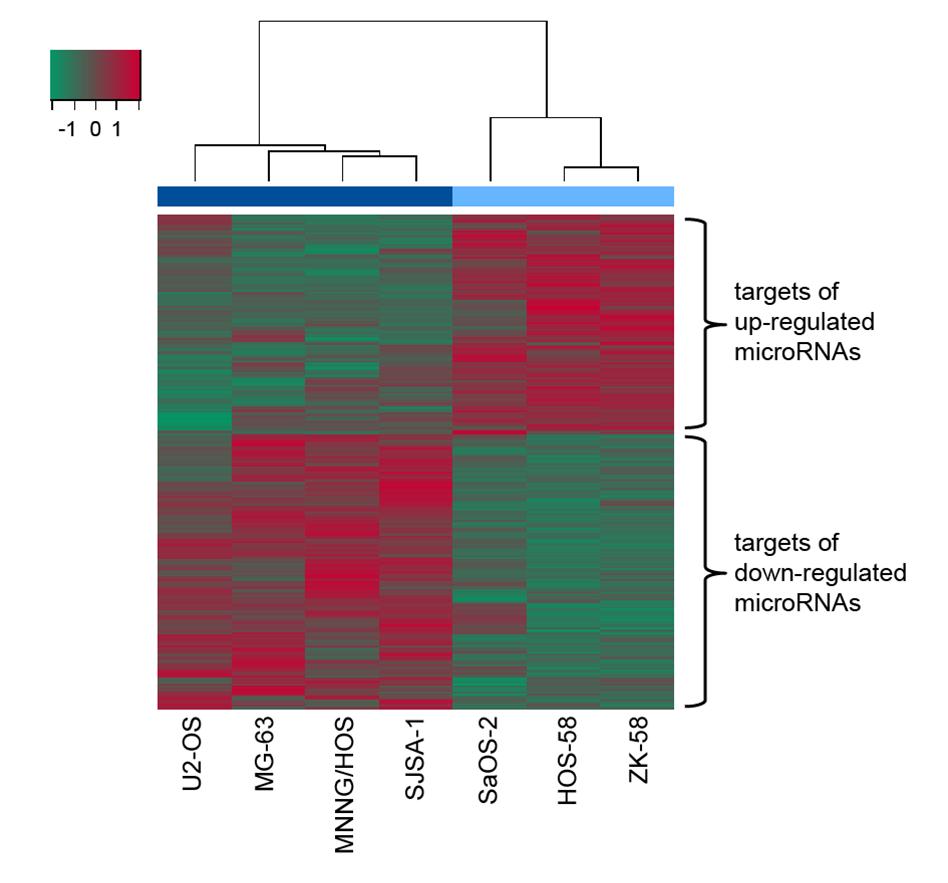 -1 0 1
targets of
up-regulated
microRNAs
targets of
down-regulated
microRNAs
U2-OS
MG-63
MNNG/HOS
SJSA-1
SaOS-2
HOS-58
ZK-58